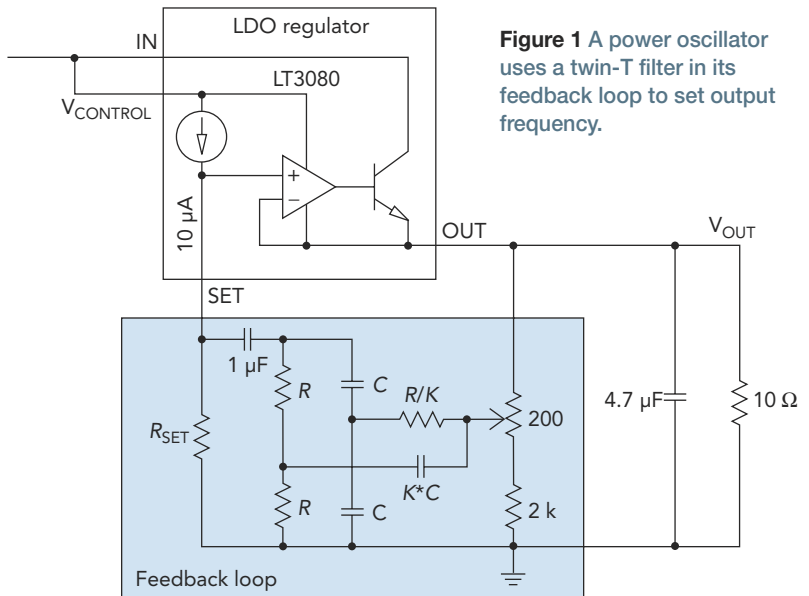 LDO regulator
IN
Figure 1 A power oscillator
uses a twin-T filter in its
feedback loop to set output
frequency.
LT3080
VCONTROL
+
−
10 µA
OUT
VOUT
SET
1 µF
R
C
R/K
200
4.7 µF
10 Ω
RSET
K*C
R
C
2 k
Feedback loop